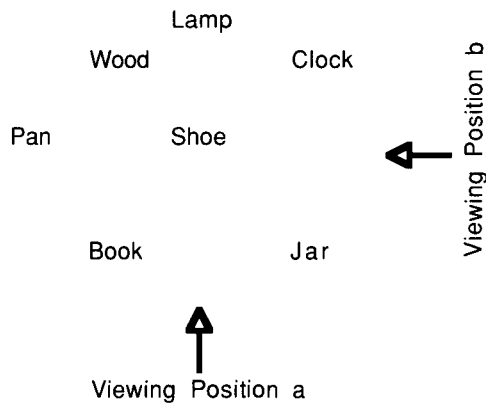 Lamp
Wood Clock
Pan Shoe
Viewing Position b
Book Jar
Viewing Position a